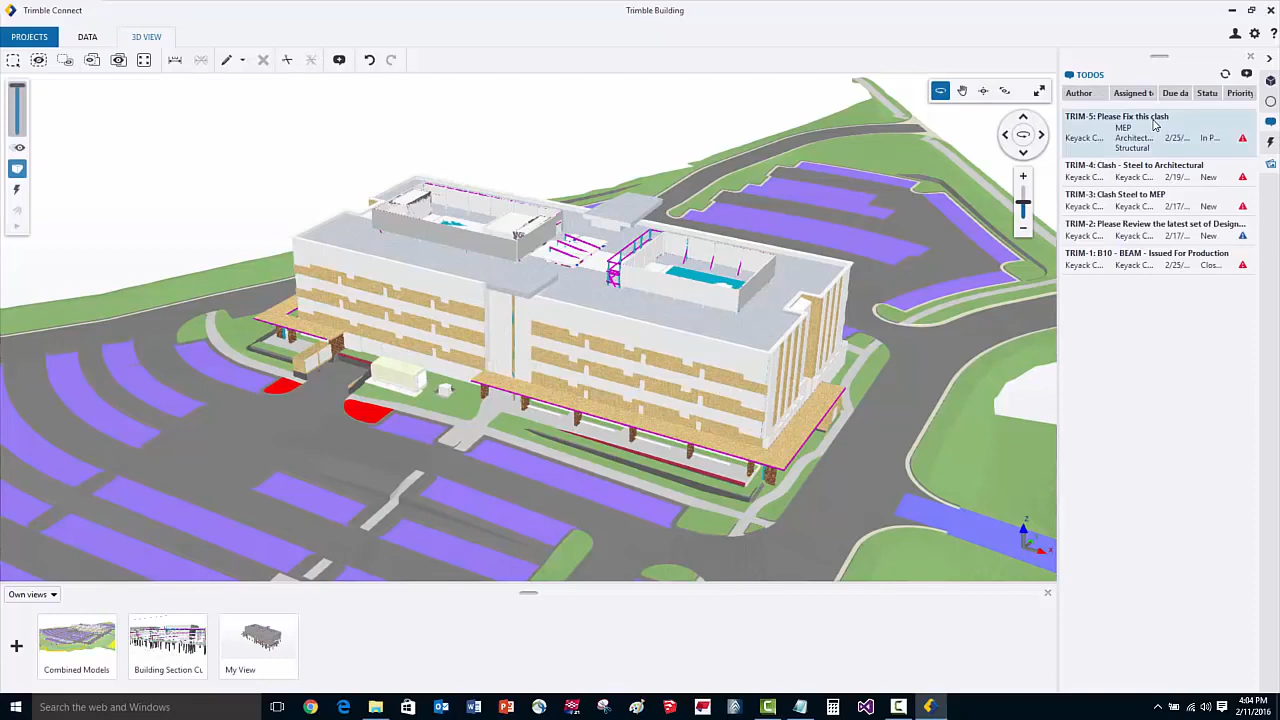 Trimble Connect
Trimble Building
PROJECTS
DATA
3D VIEW
TODOS
Author Assigned t Due da Statu Priority
TRIM-5: Please Fix this clash
MEP
Keyack C... Architect... 2/25/... In P...
Structural
TRIM-4: Clash - Steel to Architectural
Keyack C... Keyack C... 2/19/... New
TRIM-3: Clash Steel to MEP
Keyack C... Keyack C... 2/17/... New
TRIM-2: Please Review the latest set of Design...
Keyack C... Keyack C... 2/17/... New
TRIM-1: B10 - BEAM - Issued For Production
Keyack C... Keyack C... 2/25/... Clos...
Z
X
Own views
Combined Models
Building Section Cu
My View
Search the web and Windows
4:04 PM
2/11/2016